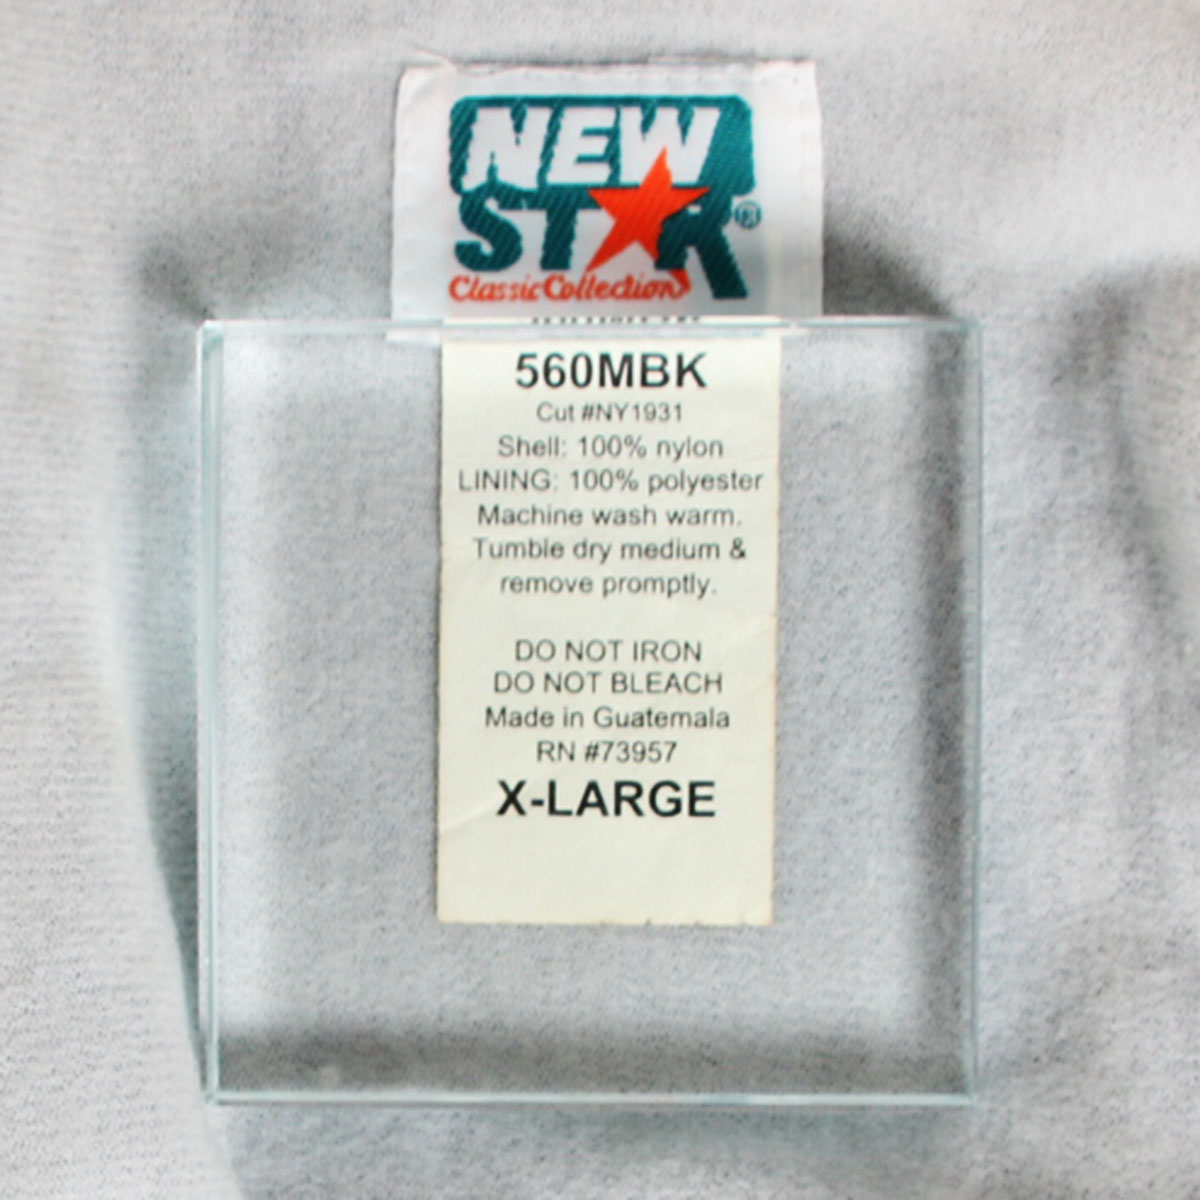 NEW
STAR®
Classic Collection
560MBK
Cut #NY1931
Shell: 100% nylon
LINING: 100% polyester
Machine wash warm.
Tumble dry medium &
remove promptly.
DO NOT IRON
DO NOT BLEACH
Made in Guatemala
RN #73957
X-LARGE